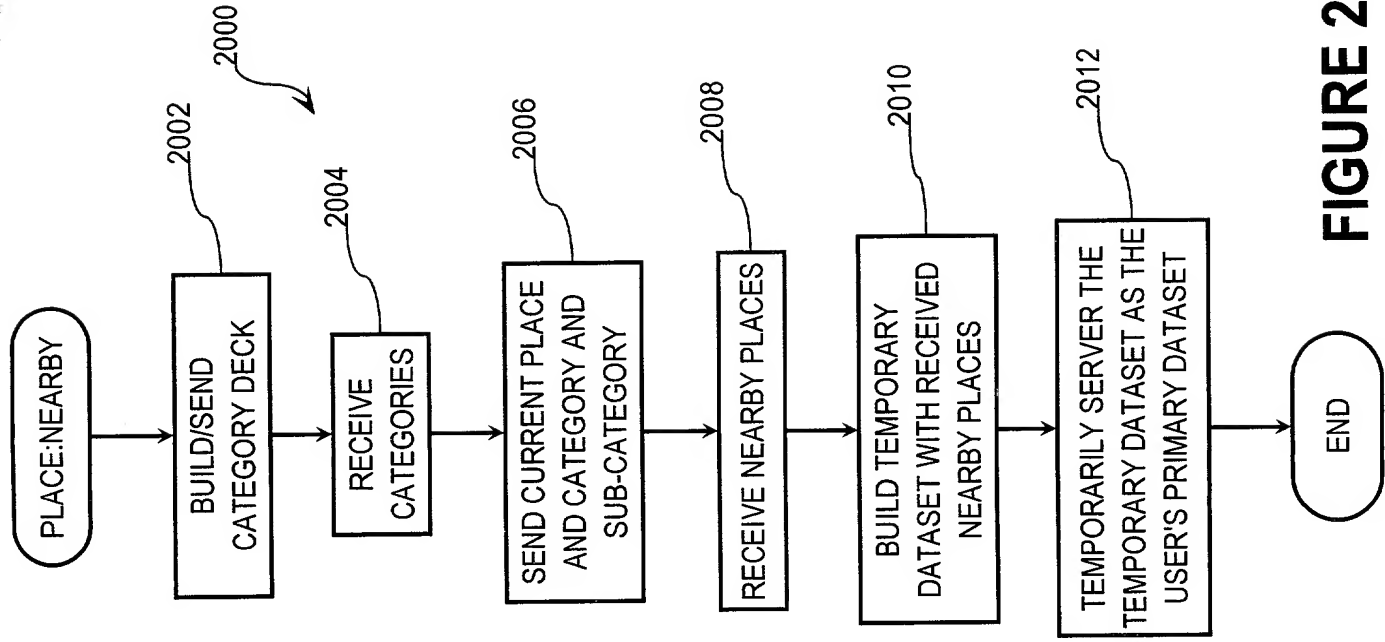 PLACE:NEARBY
2000
BUILD/SEND
CATEGORY DECK
2002
RECEIVE
CATEGORIES
2004
SEND CURRENT PLACE
AND CATEGORY AND
SUB-CATEGORY
2006
RECEIVE NEARBY PLACES
2008
BUILD TEMPORARY
DATASET WITH RECEIVED
NEARBY PLACES
2010
TEMPORARILY SERVER THE
TEMPORARY DATASET AS THE
USER'S PRIMARY DATASET
2012
END
FIGURE 2